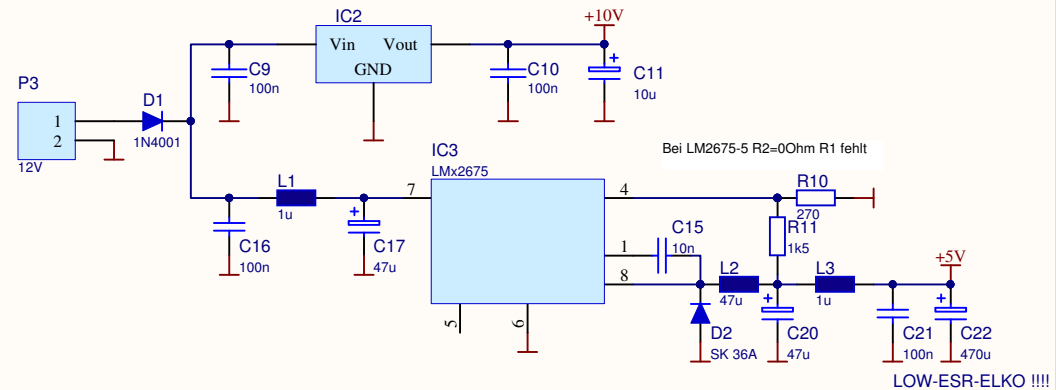 IC2
+10V
Vin Vout
GND
C9
100n
C10
100n
C11
10u
P3
1
2
12V
D1
1N4001
Bei LM2675-5 R2=0Ohm R1 fehlt
IC3
LMx2675
7
4
1
8
5
6
L1
1u
C16
100n
C17
47u
R10
270
R11
1k5
C15
10n
L2
47u
L3
1u
+5V
D2
SK 36A
C20
47u
C21
100n
C22
470u
LOW-ESR-ELKO !!!!